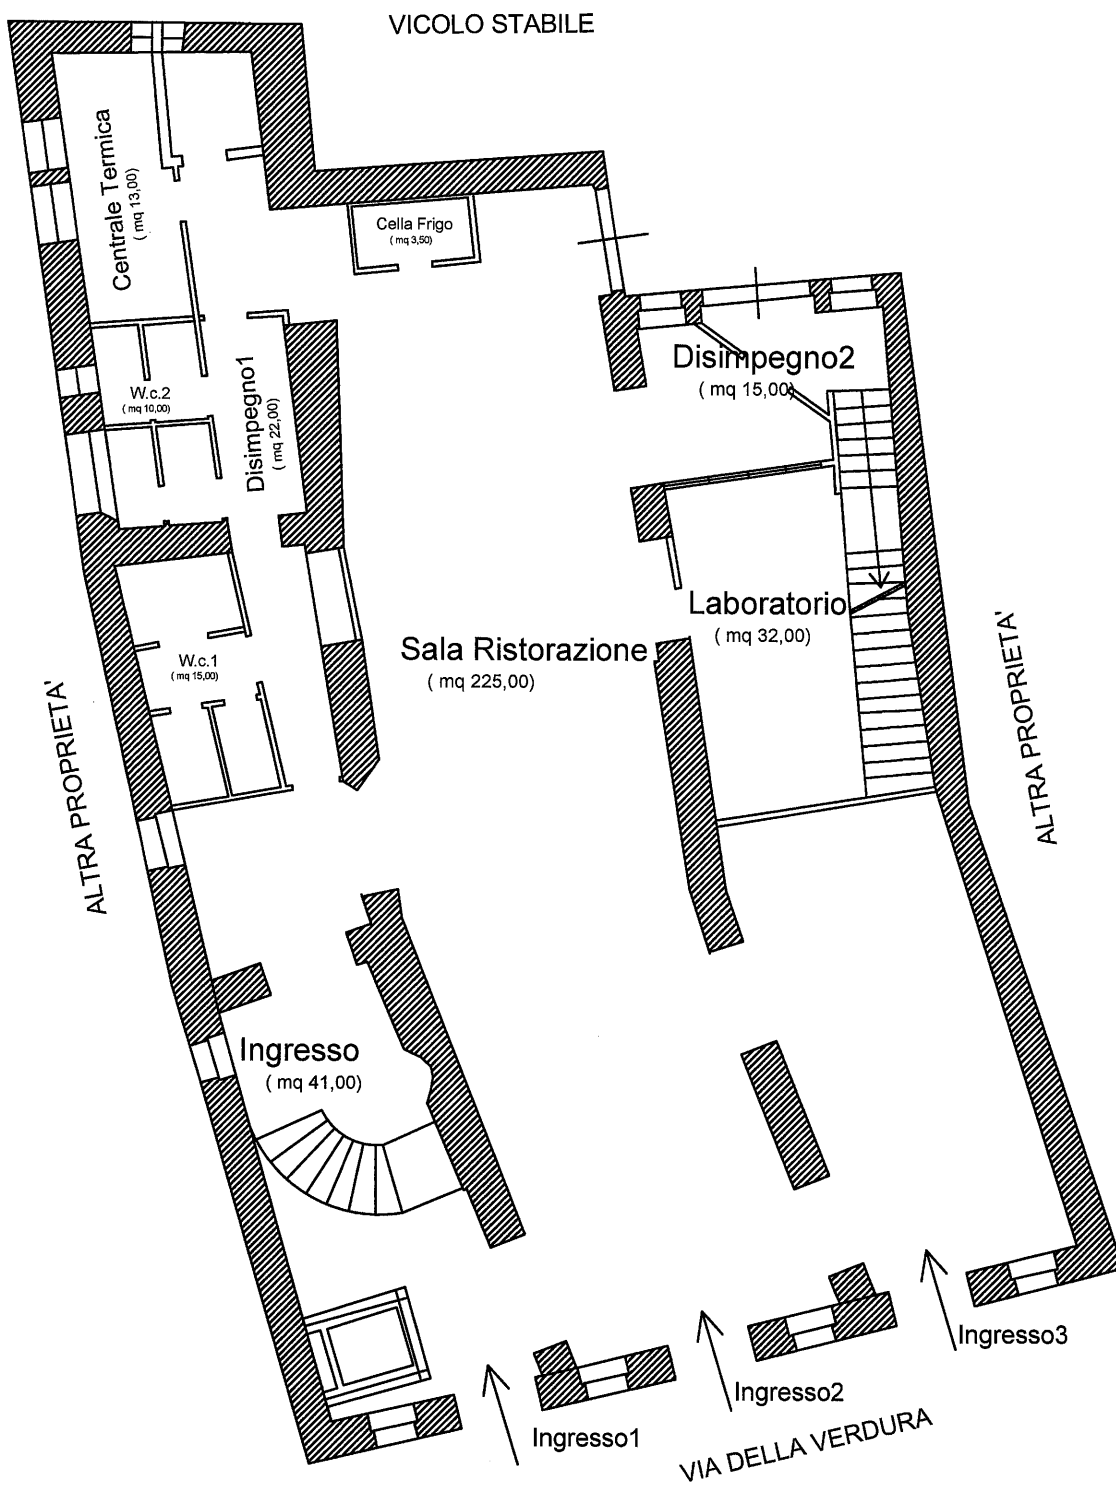 VICOLO STABILE
Centrale Termica
( mq 13,00)
Cella Frigo
( mq 3,50)
Disimpegno2
( mq 15,00)
W.c.2
( mq 10,00)
Disimpegno1
( mq 22,00)
Laboratorio
( mq 32,00)
Sala Ristorazione
( mq 225,00)
W.c.1
( mq 15,00)
ALTRA PROPRIETA'
ALTRA PROPRIETA'
Ingresso
( mq 41,00)
Ingresso3
Ingresso2
Ingresso1
VIA DELLA VERDURA